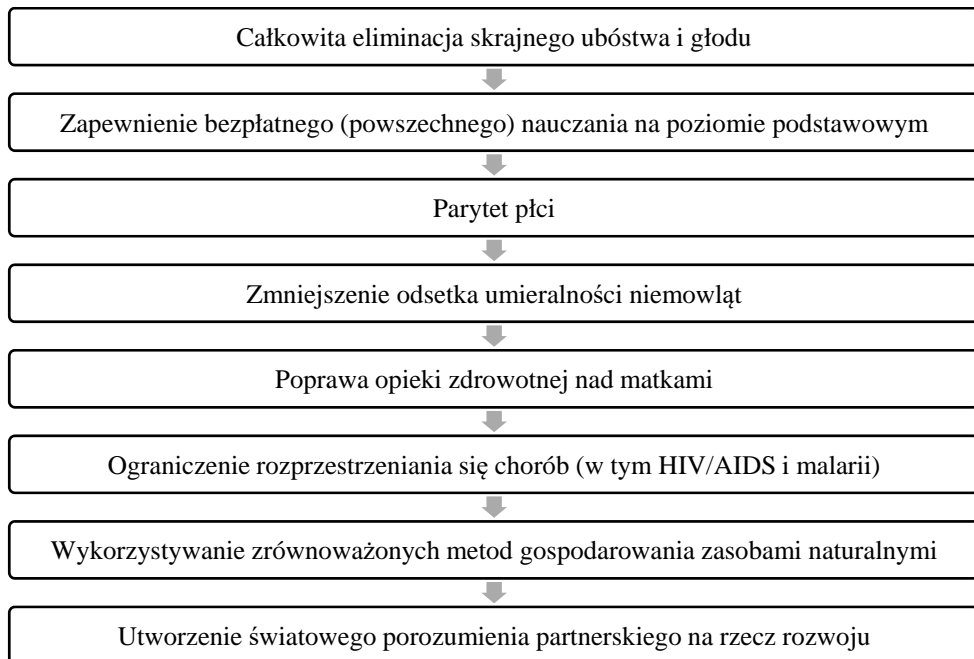 Całkowita eliminacja skrajnego ubóstwa i głodu
Zapewnienie bezpłatnego (powszechnego) nauczania na poziomie podstawowym
Parytet płci
Zmniejszenie odsetka umieralności niemowląt
Poprawa opieki zdrowotnej nad matkami
Ograniczenie rozprzestrzeniania się chorób (w tym HIV/AIDS i malarii)
Wykorzystywanie zrównoważonych metod gospodarowania zasobami naturalnymi
Utworzenie światowego porozumienia partnerskiego na rzecz rozwoju